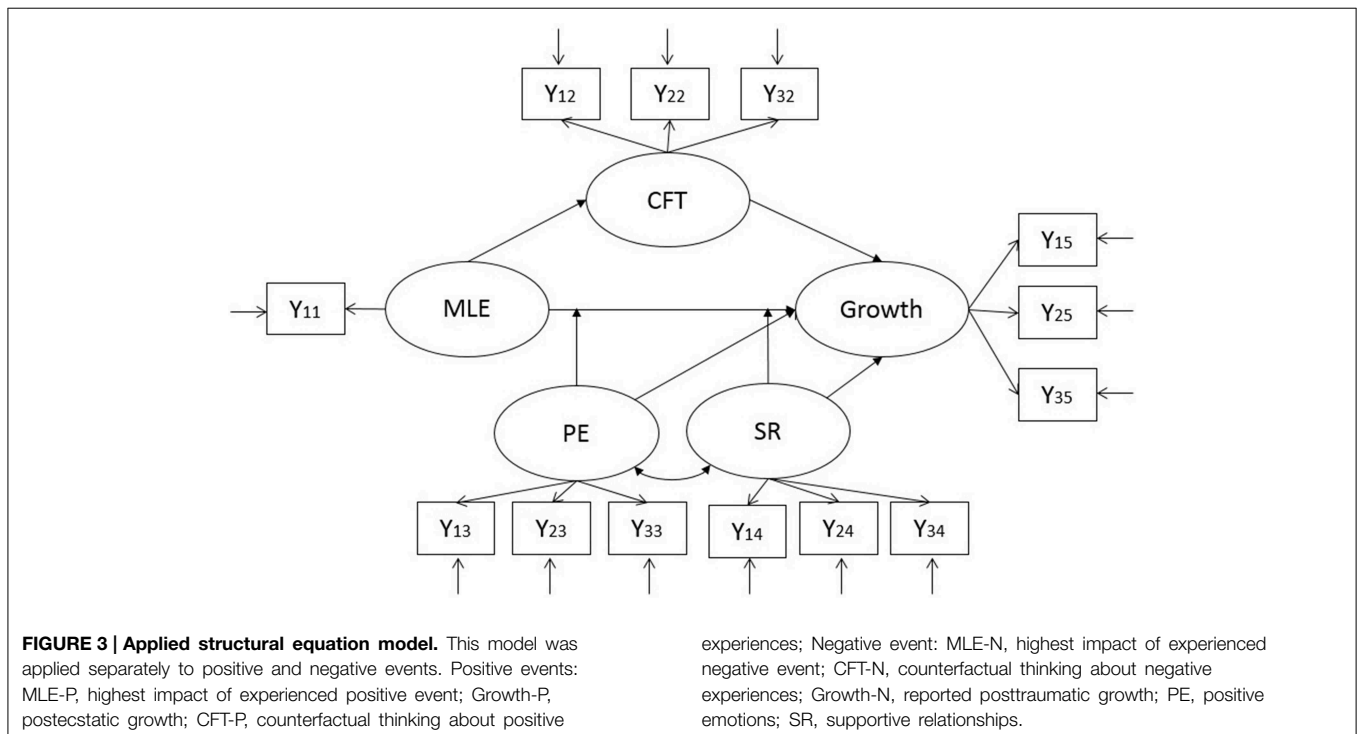 Y12 Y22 Y32
CFT
Y15
Y11 MLE Growth Y25
Y35
PE SR
Y13 Y23 Y33 Y14 Y24 Y34
FIGURE 3 | Applied structural equation model. This model was
applied separately to positive and negative events. Positive events:
MLE-P, highest impact of experienced positive event; Growth-P,
postecstatic growth; CFT-P, counterfactual thinking about positive
experiences; Negative event: MLE-N, highest impact of experienced
negative event; CFT-N, counterfactual thinking about negative
experiences; Growth-N, reported posttraumatic growth; PE, positive
emotions; SR, supportive relationships.